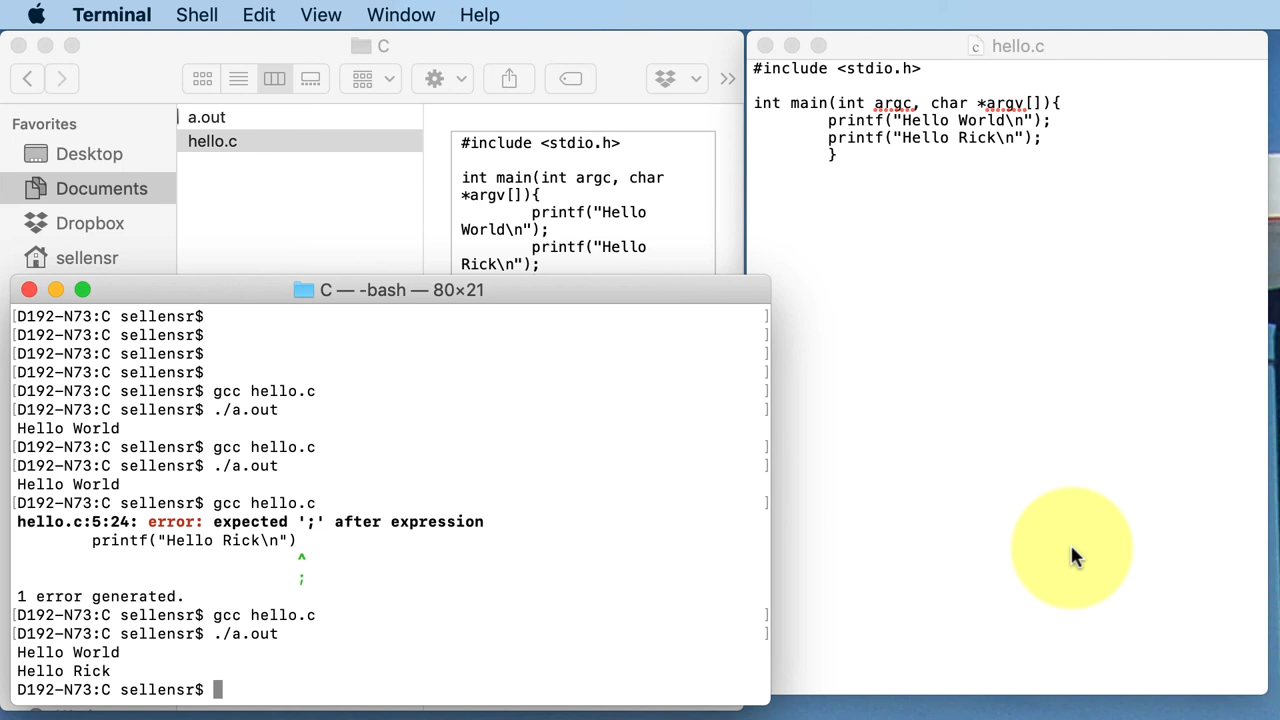 Terminal Shell Edit View Window Help
C
Favorites
Desktop
Documents
Dropbox
sellensr
a.out
hello.c
#include <stdio.h>
int main(int argc, char
*argv[]){
printf("Hello
World\n");
printf("Hello
Rick\n");
hello.c
#include <stdio.h>
int main(int argc, char *argv[]){
printf("Hello World\n");
printf("Hello Rick\n");
}
C — -bash — 80×21
[D192-N73:C sellensr$ ]
[D192-N73:C sellensr$ ]
[D192-N73:C sellensr$ ]
[D192-N73:C sellensr$ ]
[D192-N73:C sellensr$ gcc hello.c ]
[D192-N73:C sellensr$ ./a.out ]
Hello World
[D192-N73:C sellensr$ gcc hello.c ]
[D192-N73:C sellensr$ ./a.out ]
Hello World
[D192-N73:C sellensr$ gcc hello.c ]
hello.c:5:24: error: expected ';' after expression
printf("Hello Rick\n")
^
;
1 error generated.
[D192-N73:C sellensr$ gcc hello.c ]
[D192-N73:C sellensr$ ./a.out ]
Hello World
Hello Rick
D192-N73:C sellensr$